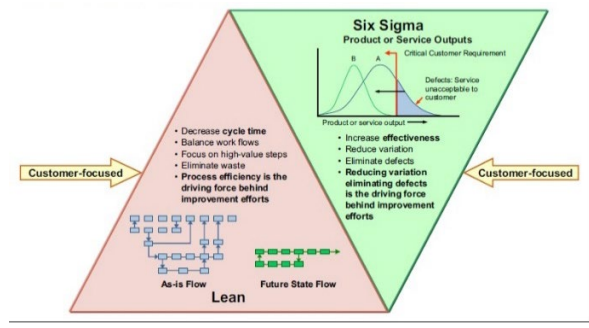 Six Sigma
Product or Service Outputs
Critical Customer Requirement
B
A
Defects: Service
unacceptable to
customer
Product or service output
• Increase effectiveness
• Reduce variation
• Eliminate defects
• Reducing variation
eliminating defects
is the driving force
behind improvement
efforts
Customer-focused
• Decrease cycle time
• Balance work flows
• Focus on high-value steps
• Eliminate waste
• Process efficiency is the
driving force behind
improvement efforts
Customer-focused
As-is Flow
Future State Flow
Lean